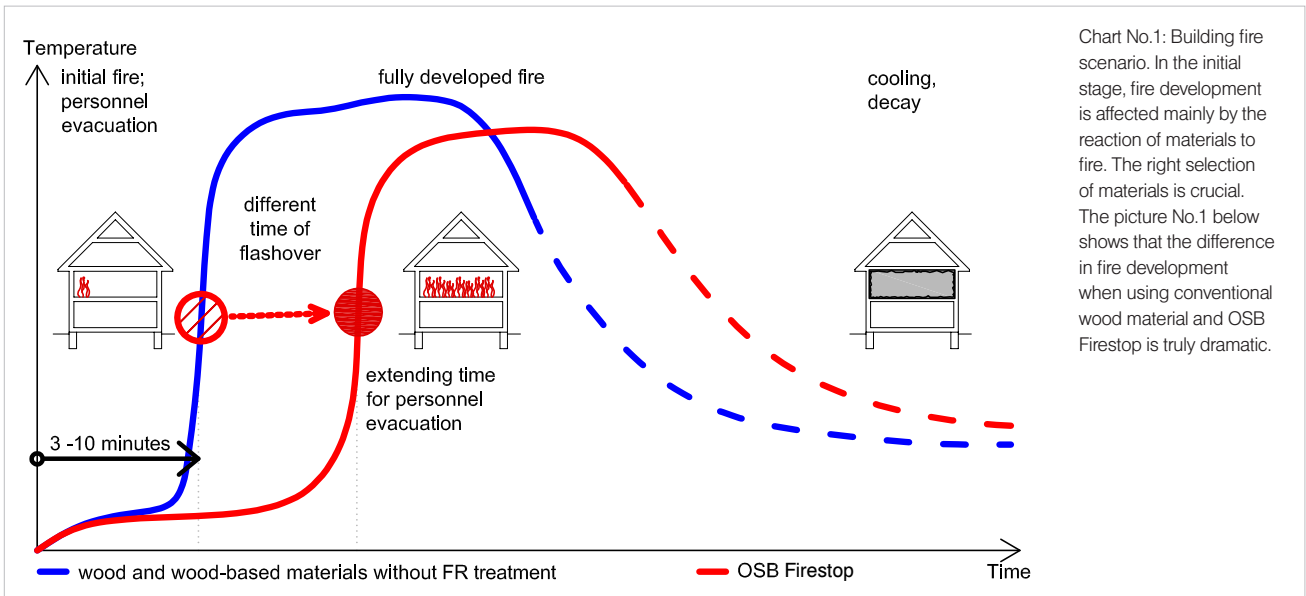 Temperature
initial fire;
personnel
evacuation
fully developed fire
cooling,
decay
different
time of
flashover
extending time
for personnel
evacuation
3 -10 minutes
Time
wood and wood-based materials without FR treatment
OSB Firestop
Chart No.1: Building fire
scenario. In the initial
stage, fire development
is affected mainly by the
reaction of materials to
fire. The right selection
of materials is crucial.
The picture No.1 below
shows that the difference
in fire development
when using conventional
wood material and OSB
Firestop is truly dramatic.